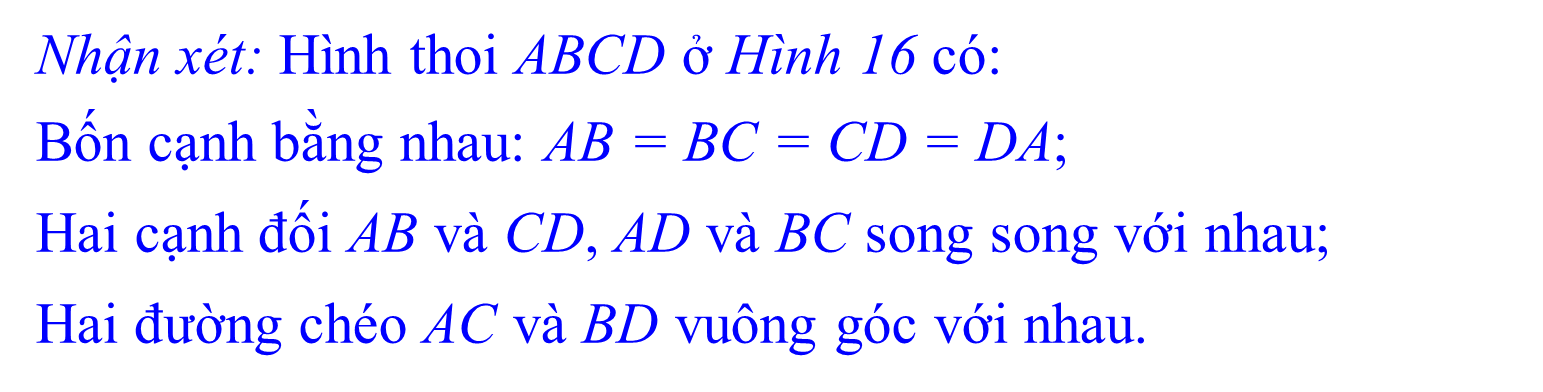 Nhận xét: Hình thoi ABCD ở Hình 16 có:
Bốn cạnh bằng nhau: AB = BC = CD = DA;
Hai cạnh đối AB và CD, AD và BC song song với nhau;
Hai đường chéo AC và BD vuông góc với nhau.